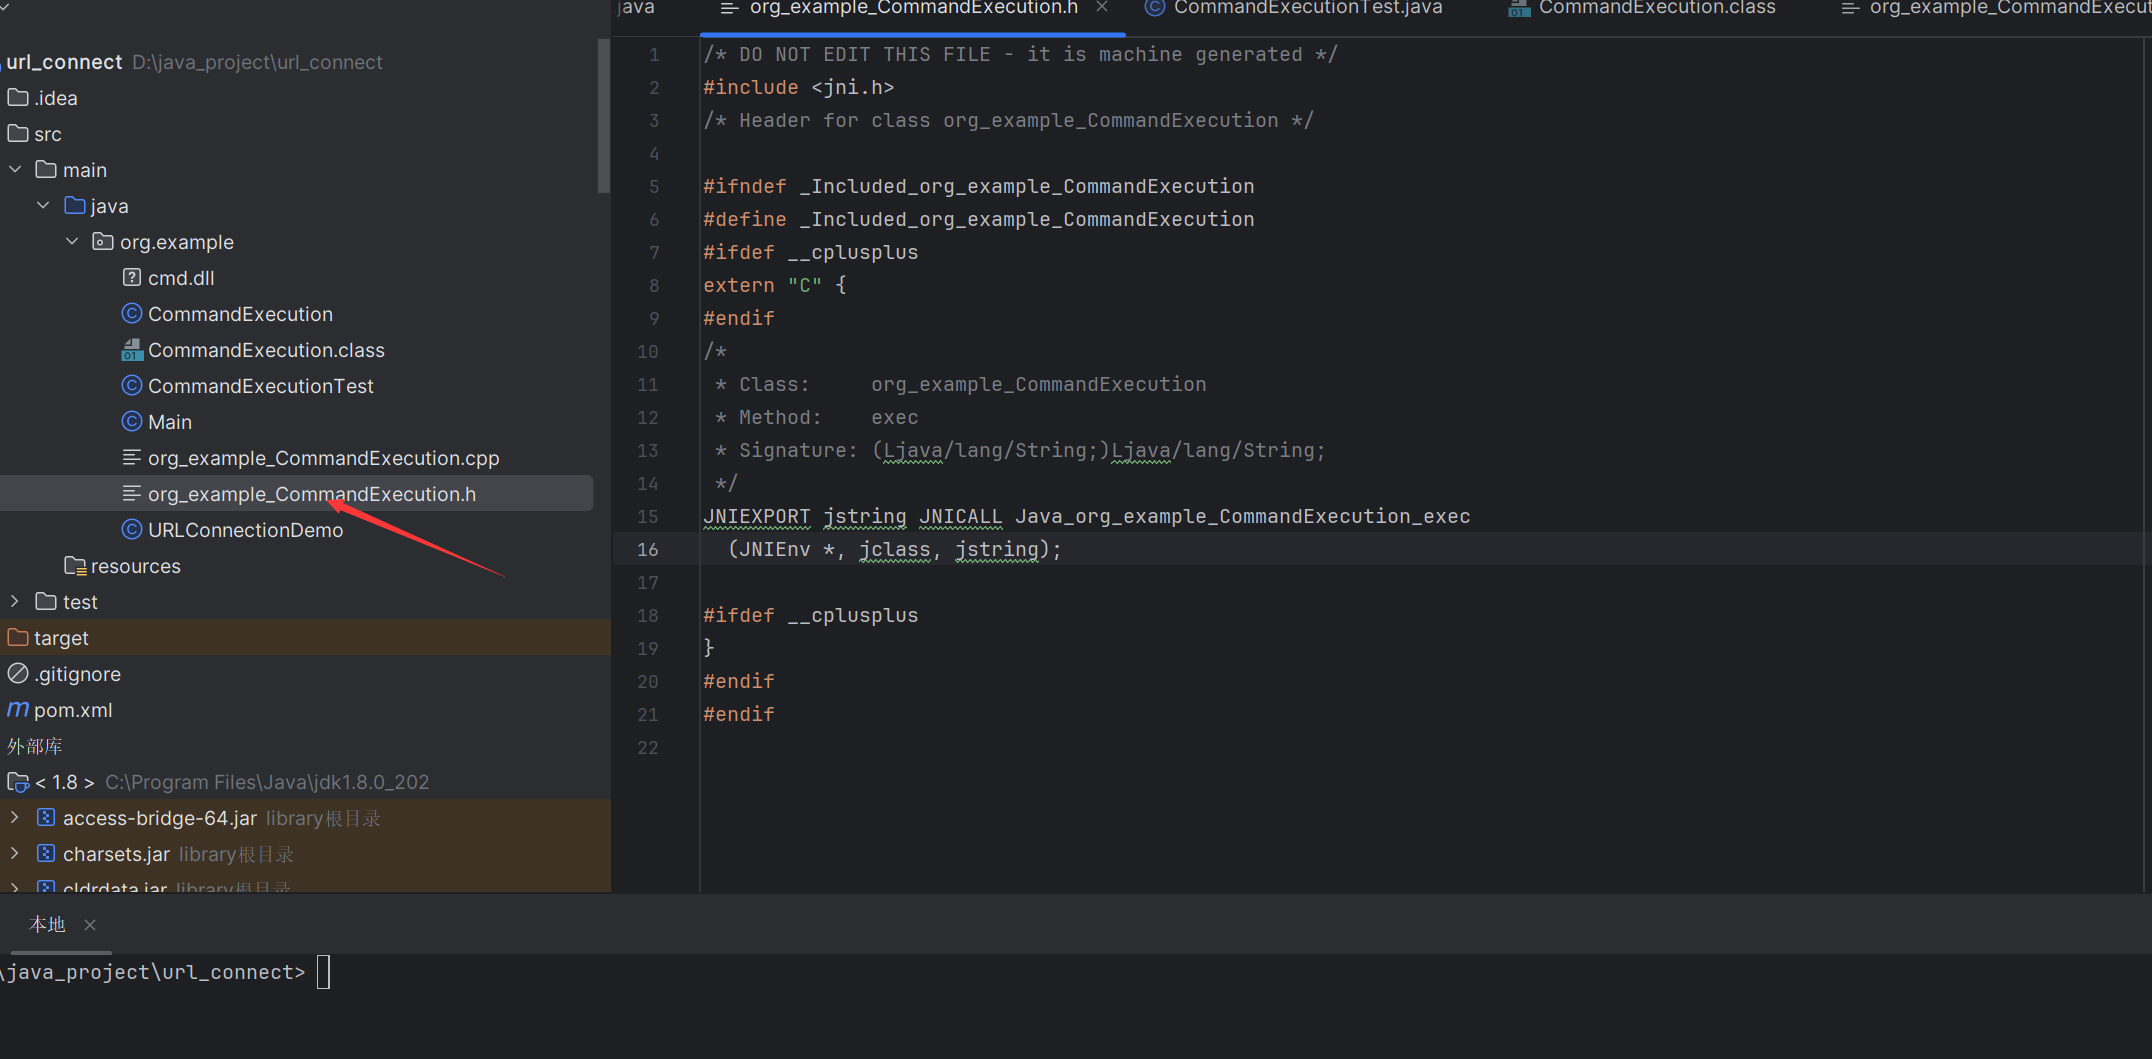 .java
org_example_CommandExecution.h
CommandExecutionTest.java
CommandExecution.class
org_example_CommandExecut
url_connect D:\java_project\url_connect
.idea
src
main
java
org.example
cmd.dll
CommandExecution
CommandExecution.class
CommandExecutionTest
Main
org_example_CommandExecution.cpp
org_example_CommandExecution.h
URLConnectionDemo
resources
test
target
.gitignore
pom.xml
外部库
< 1.8 > C:\Program Files\Java\jdk1.8.0_202
access-bridge-64.jar library根目录
charsets.jar library根目录
cldrdata.jar library根目录
1 /* DO NOT EDIT THIS FILE - it is machine generated */
2 #include <jni.h>
3 /* Header for class org_example_CommandExecution */
4
5 #ifndef _Included_org_example_CommandExecution
6 #define _Included_org_example_CommandExecution
7 #ifdef __cplusplus
8 extern "C" {
9 #endif
10 /*
11  * Class:     org_example_CommandExecution
12  * Method:    exec
13  * Signature: (Ljava/lang/String;)Ljava/lang/String;
14  */
15 JNIEXPORT jstring JNICALL Java_org_example_CommandExecution_exec
16   (JNIEnv *, jclass, jstring);
17
18 #ifdef __cplusplus
19 }
20 #endif
21 #endif
22
本地
\java_project\url_connect>